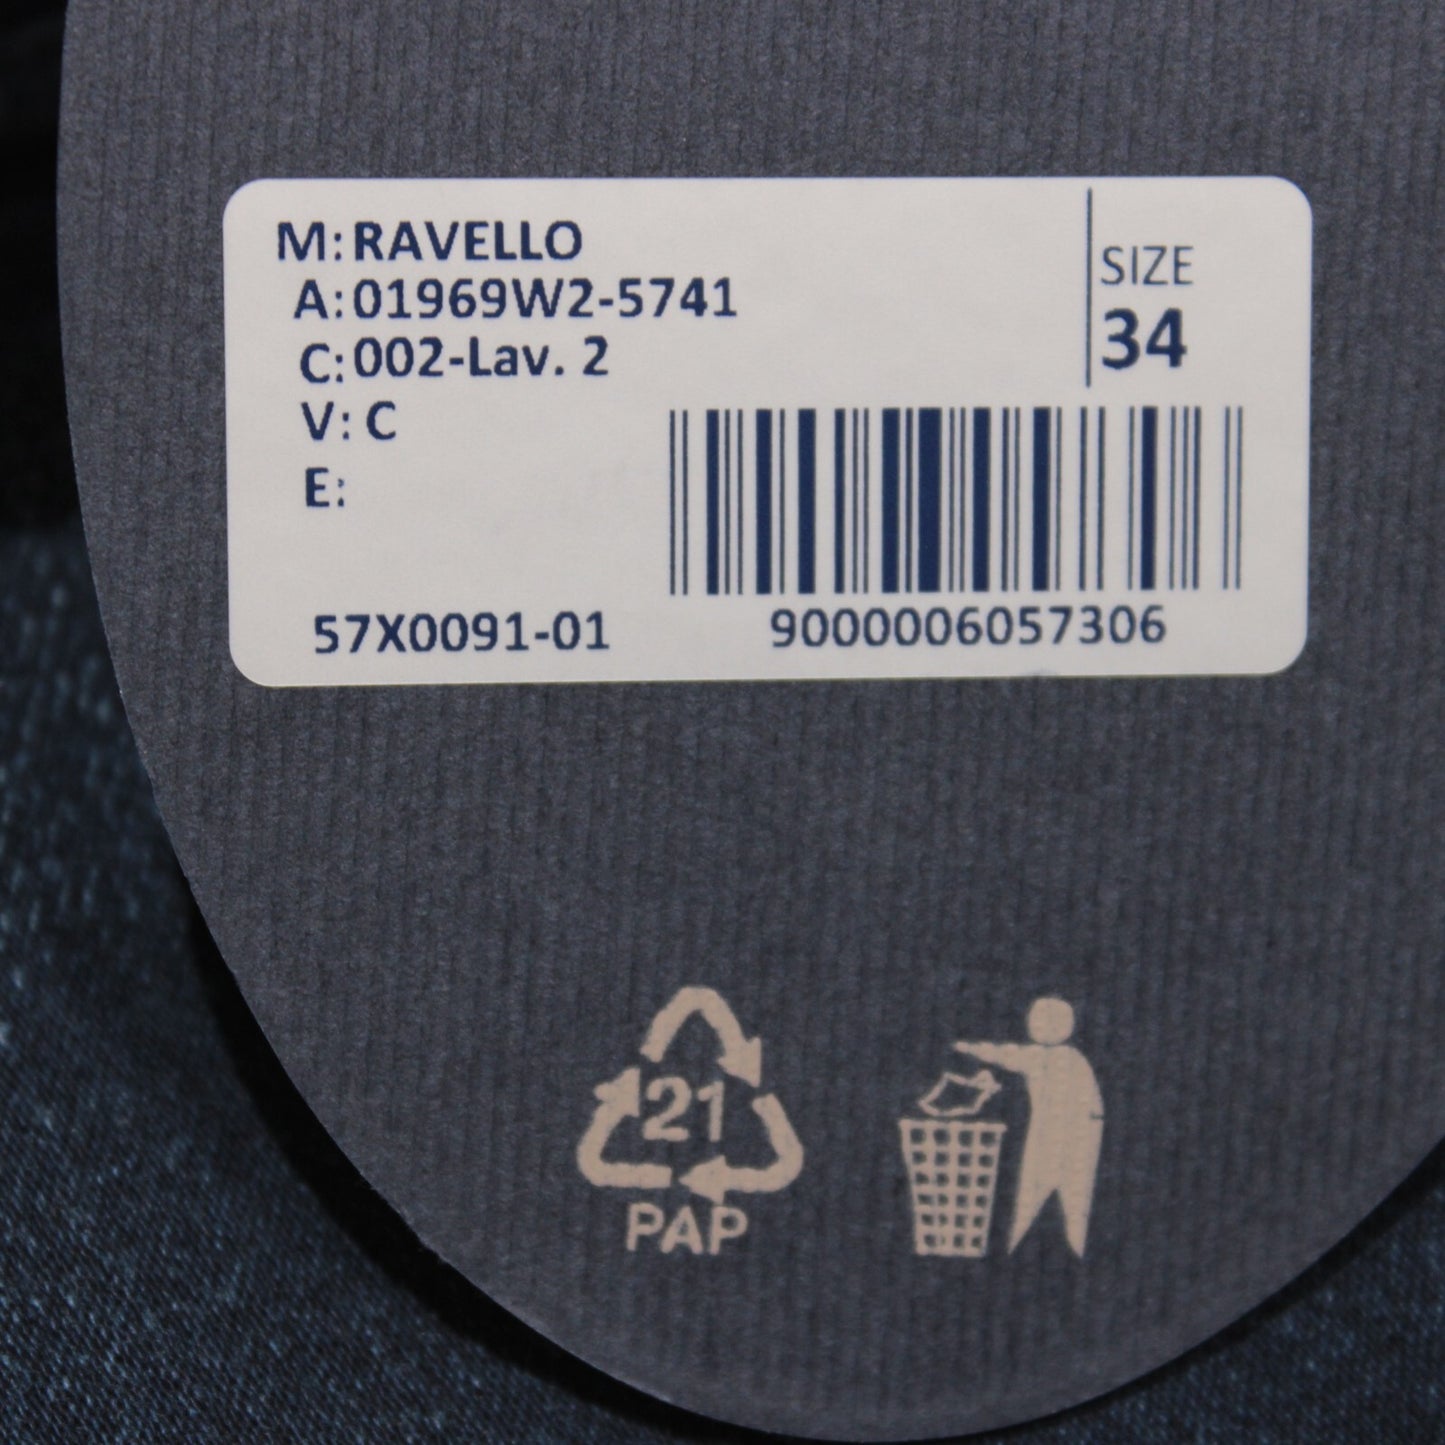 M: RAVELLO
A: 01969W2-5741
C: 002-Lav. 2
V: C
E:
SIZE
34
57X0091-01
9000006057306
21
PAP